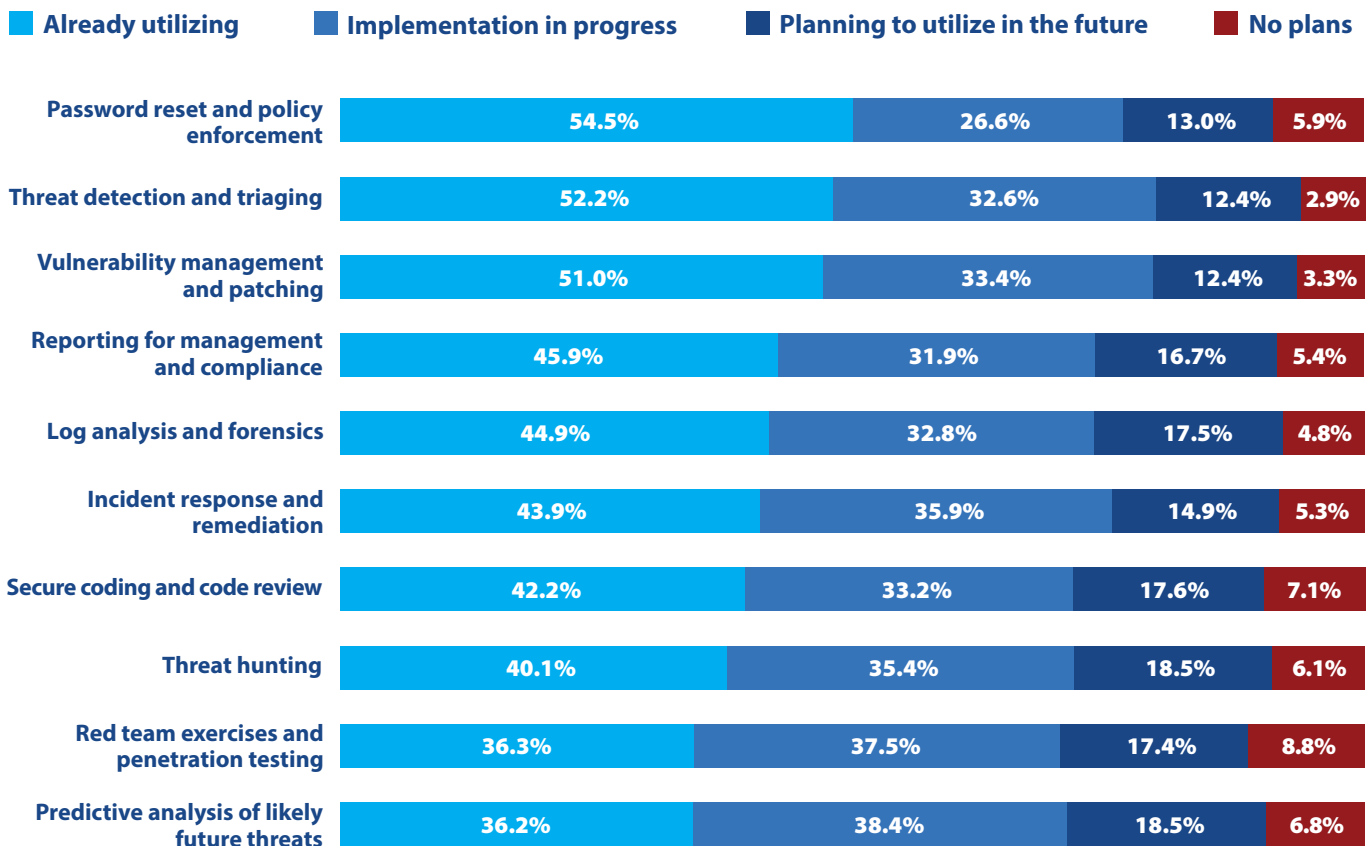 Already utilizing Implementation in progress Planning to utilize in the future No plans
Password reset and policy
enforcement
54.5% 26.6% 13.0% 5.9%
Threat detection and triaging 52.2% 32.6% 12.4% 2.9%
Vulnerability management
and patching
51.0% 33.4% 12.4% 3.3%
Reporting for management
and compliance
45.9% 31.9% 16.7% 5.4%
Log analysis and forensics 44.9% 32.8% 17.5% 4.8%
Incident response and
remediation
43.9% 35.9% 14.9% 5.3%
Secure coding and code review 42.2% 33.2% 17.6% 7.1%
Threat hunting 40.1% 35.4% 18.5% 6.1%
Red team exercises and
penetration testing
36.3% 37.5% 17.4% 8.8%
Predictive analysis of likely
future threats
36.2% 38.4% 18.5% 6.8%